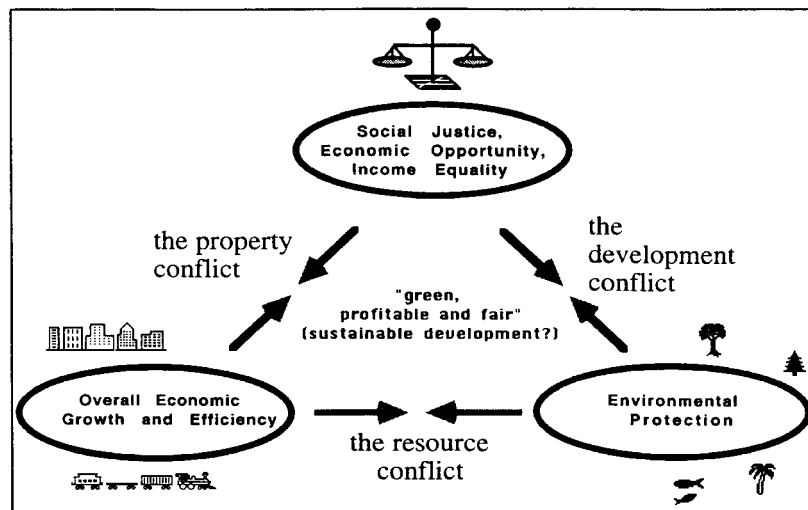 Social Justice,
Economic Opportunity,
Income Equality
the property
conflict
the
development
conflict
"green,
profitable and fair"
(sustainable development?)
Overall Economic
Growth and Efficiency
Environmental
Protection
the resource
conflict